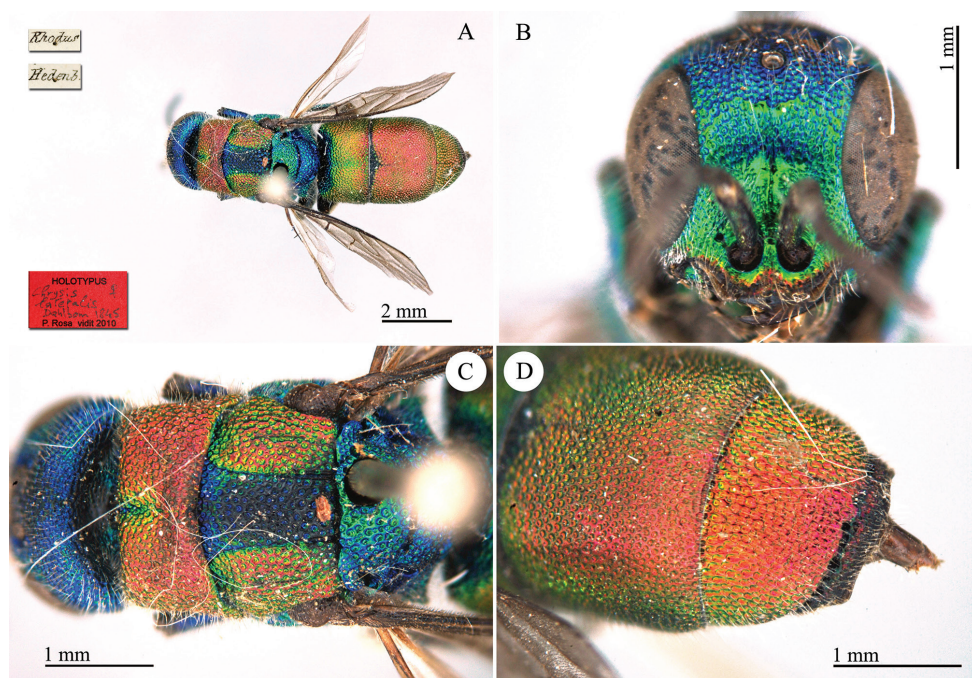 A
Rhodus
Hedenb
HOLOTYPUS
Chrysis
Dahlbom 1845
P. Rosa vidit 2010
2 mm
B
1 mm
C
1 mm
D
1 mm